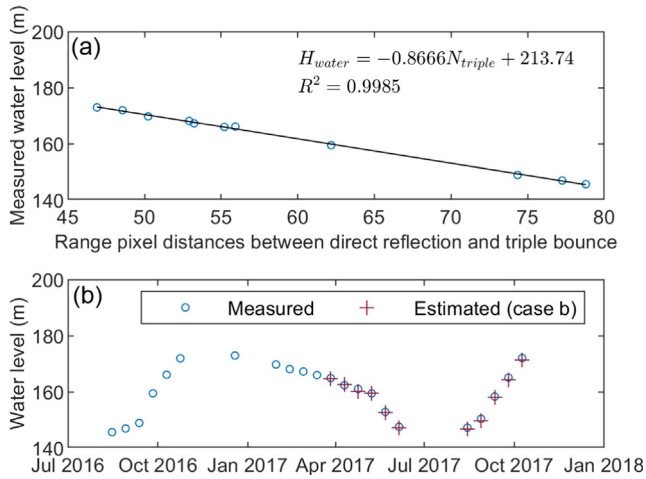 (a)
H_water = −0.8666N_triple + 213.74
R² = 0.9985
Measured water level (m)
200
180
160
140
45 50 55 60 65 70 75 80
Range pixel distances between direct reflection and triple bounce
(b)
Measured Estimated (case b)
Water level (m)
200
180
160
140
Jul 2016 Oct 2016 Jan 2017 Apr 2017 Jul 2017 Oct 2017 Jan 2018